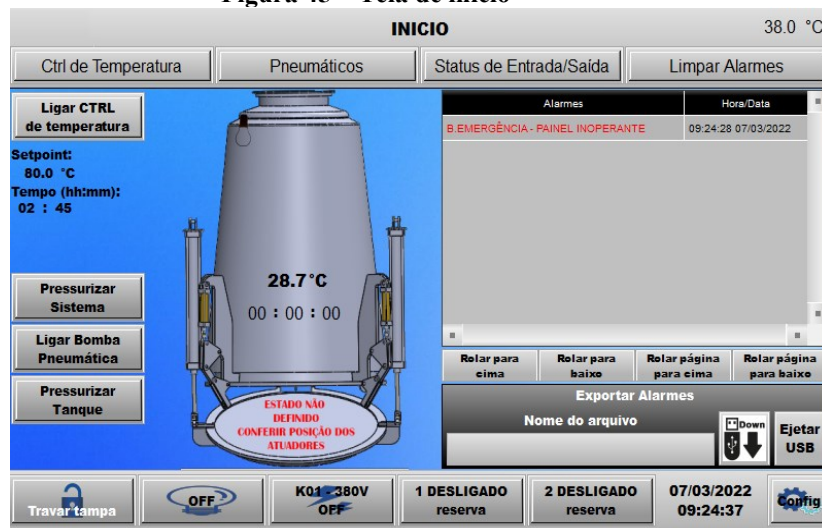 Figura 43 – Tela de início
INICIO
38.0 °C
Ctrl de Temperatura
Pneumáticos
Status de Entrada/Saída
Limpar Alarmes
Ligar CTRL
de temperatura
Setpoint:
80.0 °C
Tempo (hh:mm):
02 : 45
Pressurizar
Sistema
Ligar Bomba
Pneumática
Pressurizar
Tanque
28.7°C
00 : 00 : 00
ESTADO NÃO
DEFINIDO
CONFERIR POSIÇÃO DOS
ATUADORES
Alarmes
Hora/Data
B.EMERGÊNCIA - PAINEL INOPERANTE
09:24:28 07/03/2022
Rolar para
cima
Rolar para
baixo
Rolar página
para cima
Rolar página
para baixo
Exportar Alarmes
Nome do arquivo
Down
Ejetar
USB
Travar tampa
OFF
K01 - 380V
OFF
1 DESLIGADO
reserva
2 DESLIGADO
reserva
07/03/2022
09:24:37
Config